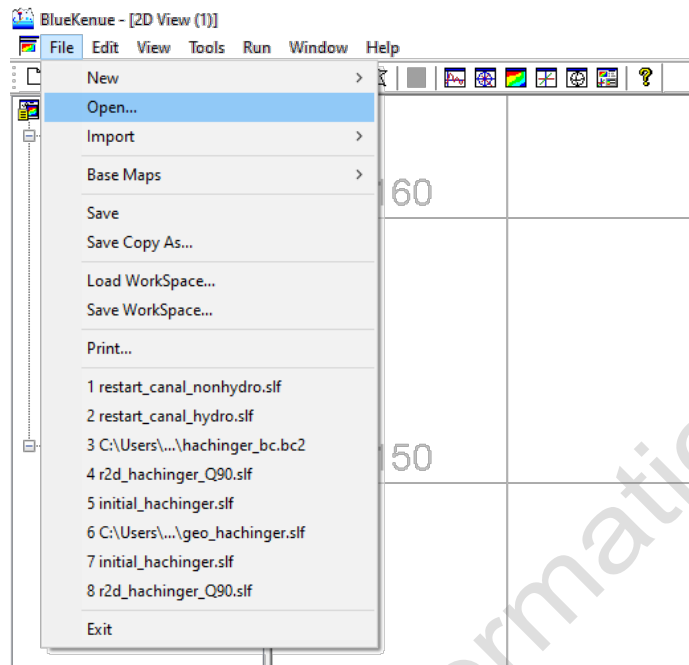 BlueKenue - [2D View (1)]
File Edit View Tools Run Window Help
New
Open...
Import
Base Maps
Save
Save Copy As...
Load WorkSpace...
Save WorkSpace...
Print...
1 restart_canal_nonhydro.slf
2 restart_canal_hydro.slf
3 C:\Users\...\hachinger_bc.bc2
4 r2d_hachinger_Q90.slf
5 initial_hachinger.slf
6 C:\Users\...\geo_hachinger.slf
7 initial_hachinger.slf
8 r2d_hachinger_Q90.slf
Exit
160
150